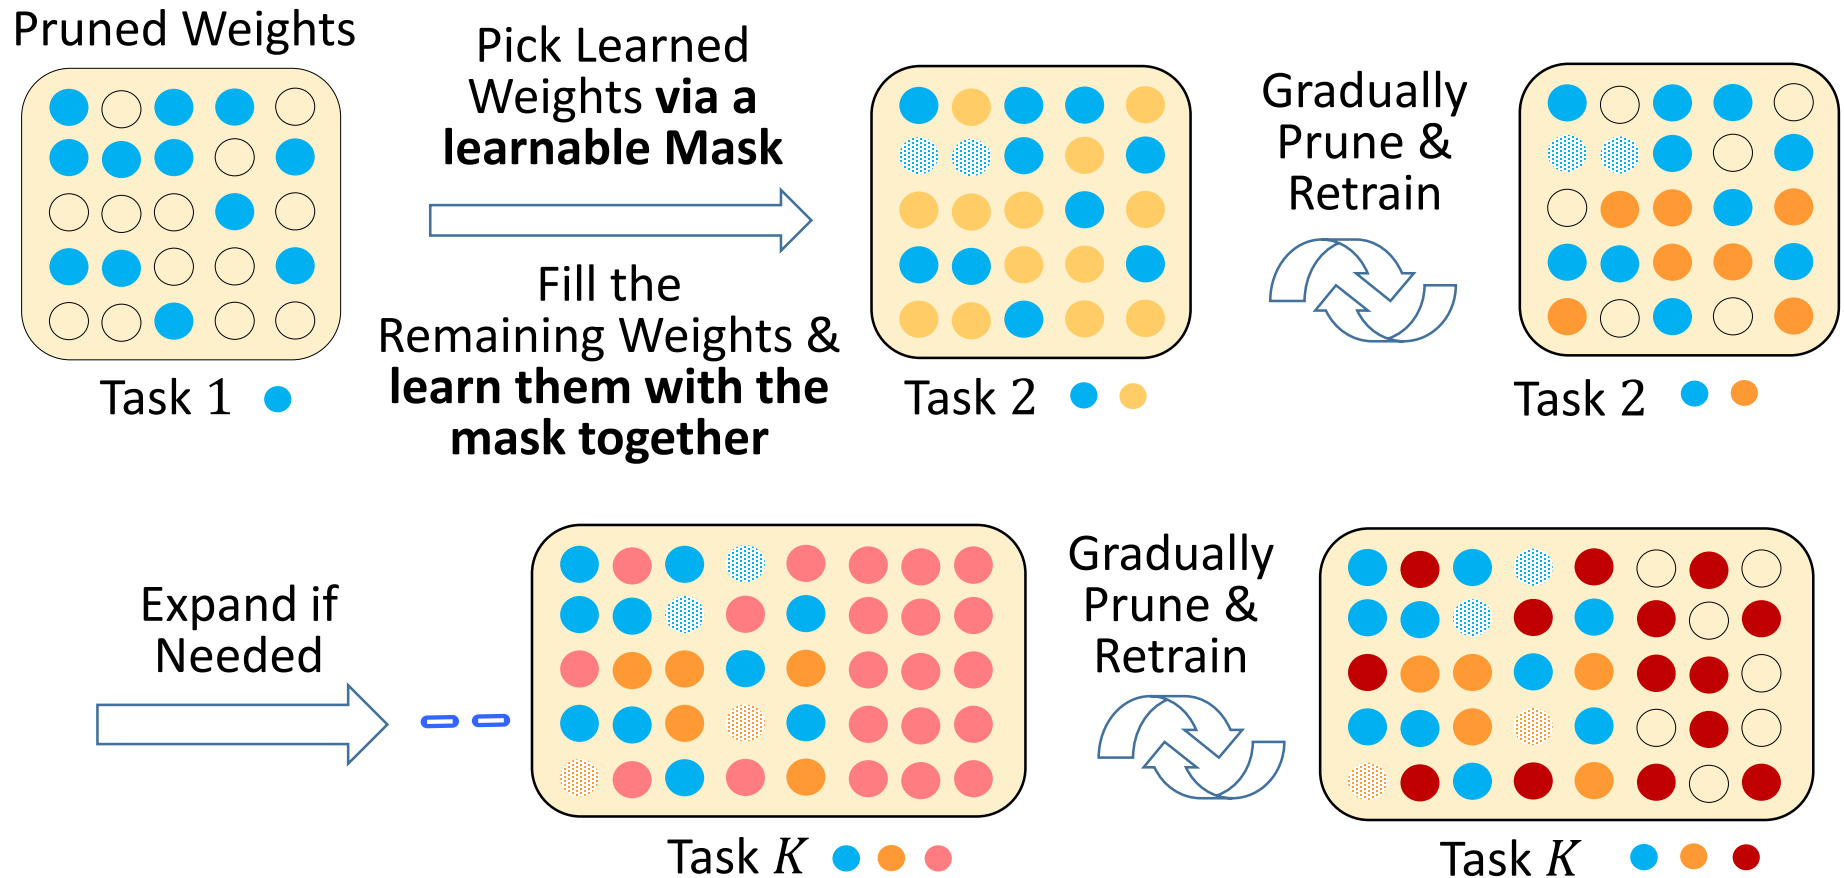 Pruned Weights
Task 1
Pick Learned
Weights via a
learnable Mask
Fill the
Remaining Weights &
learn them with the
mask together
Task 2
Gradually
Prune &
Retrain
Task 2
Expand if
Needed
Task K
Gradually
Prune &
Retrain
Task K